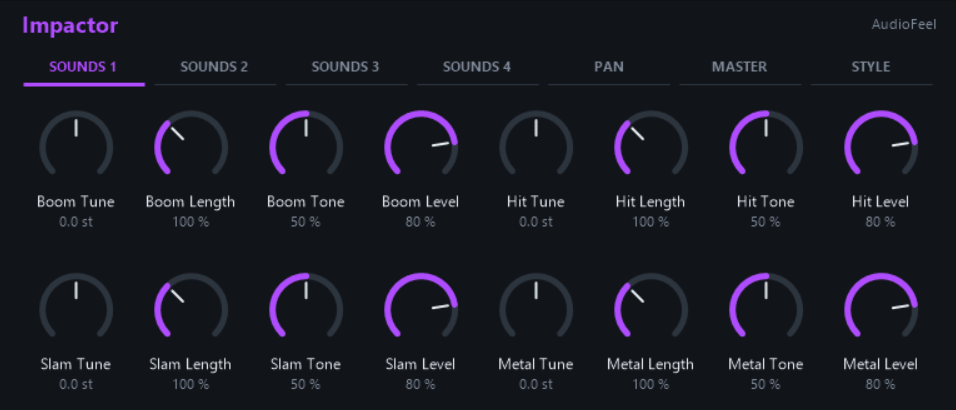 Impactor
AudioFeel
SOUNDS 1 SOUNDS 2 SOUNDS 3 SOUNDS 4 PAN MASTER STYLE
Boom Tune Boom Length Boom Tone Boom Level Hit Tune Hit Length Hit Tone Hit Level
0.0 st 100 % 50 % 80 % 0.0 st 100 % 50 % 80 %
Slam Tune Slam Length Slam Tone Slam Level Metal Tune Metal Length Metal Tone Metal Level
0.0 st 100 % 50 % 80 % 0.0 st 100 % 50 % 80 %